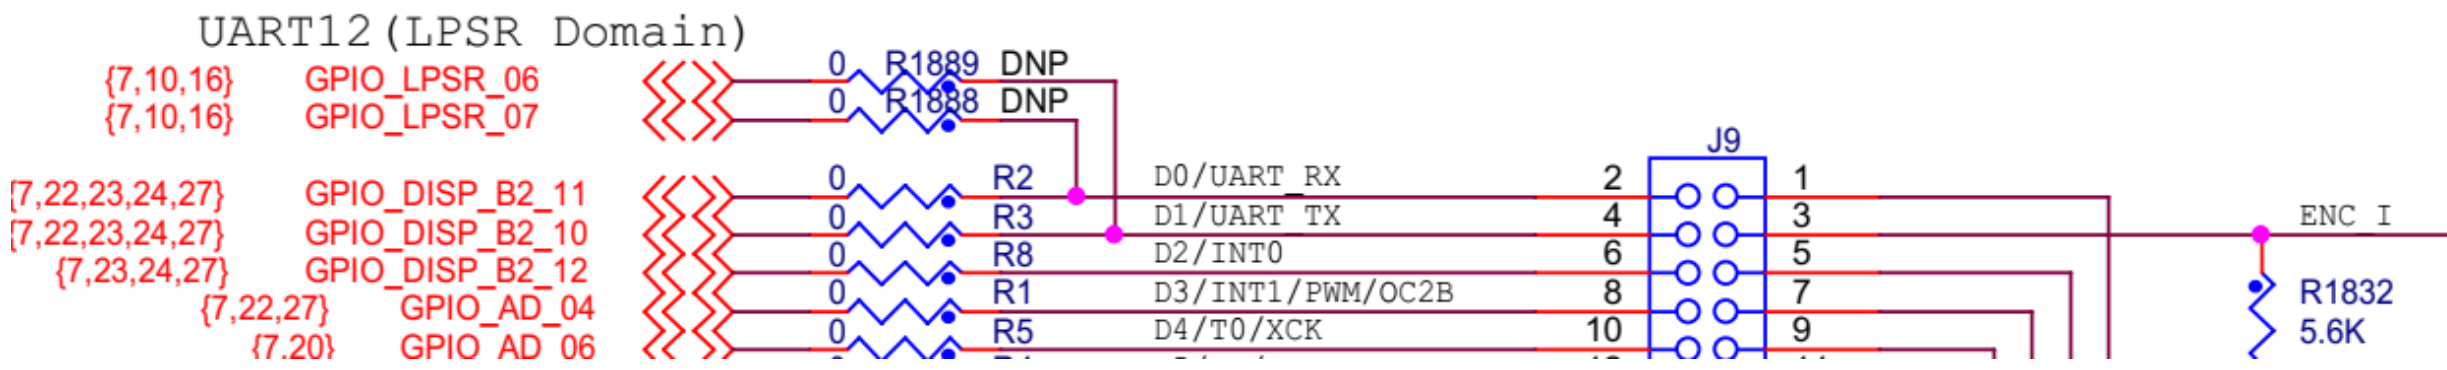 UART12(LPSR Domain)
{7,10,16} GPIO_LPSR_06 0 R1889 DNP
{7,10,16} GPIO_LPSR_07 0 R1888 DNP
J9
{7,22,23,24,27} GPIO_DISP_B2_11 0 R2 D0/UART_RX 2 1
{7,22,23,24,27} GPIO_DISP_B2_10 0 R3 D1/UART_TX 4 3 ENC_I
{7,23,24,27} GPIO_DISP_B2_12 0 R8 D2/INT0 6 5
{7,22,27} GPIO_AD_04 0 R1 D3/INT1/PWM/OC2B 8 7 R1832
{7,20} GPIO_AD_06 0 R5 D4/T0/XCK 10 9 5.6K